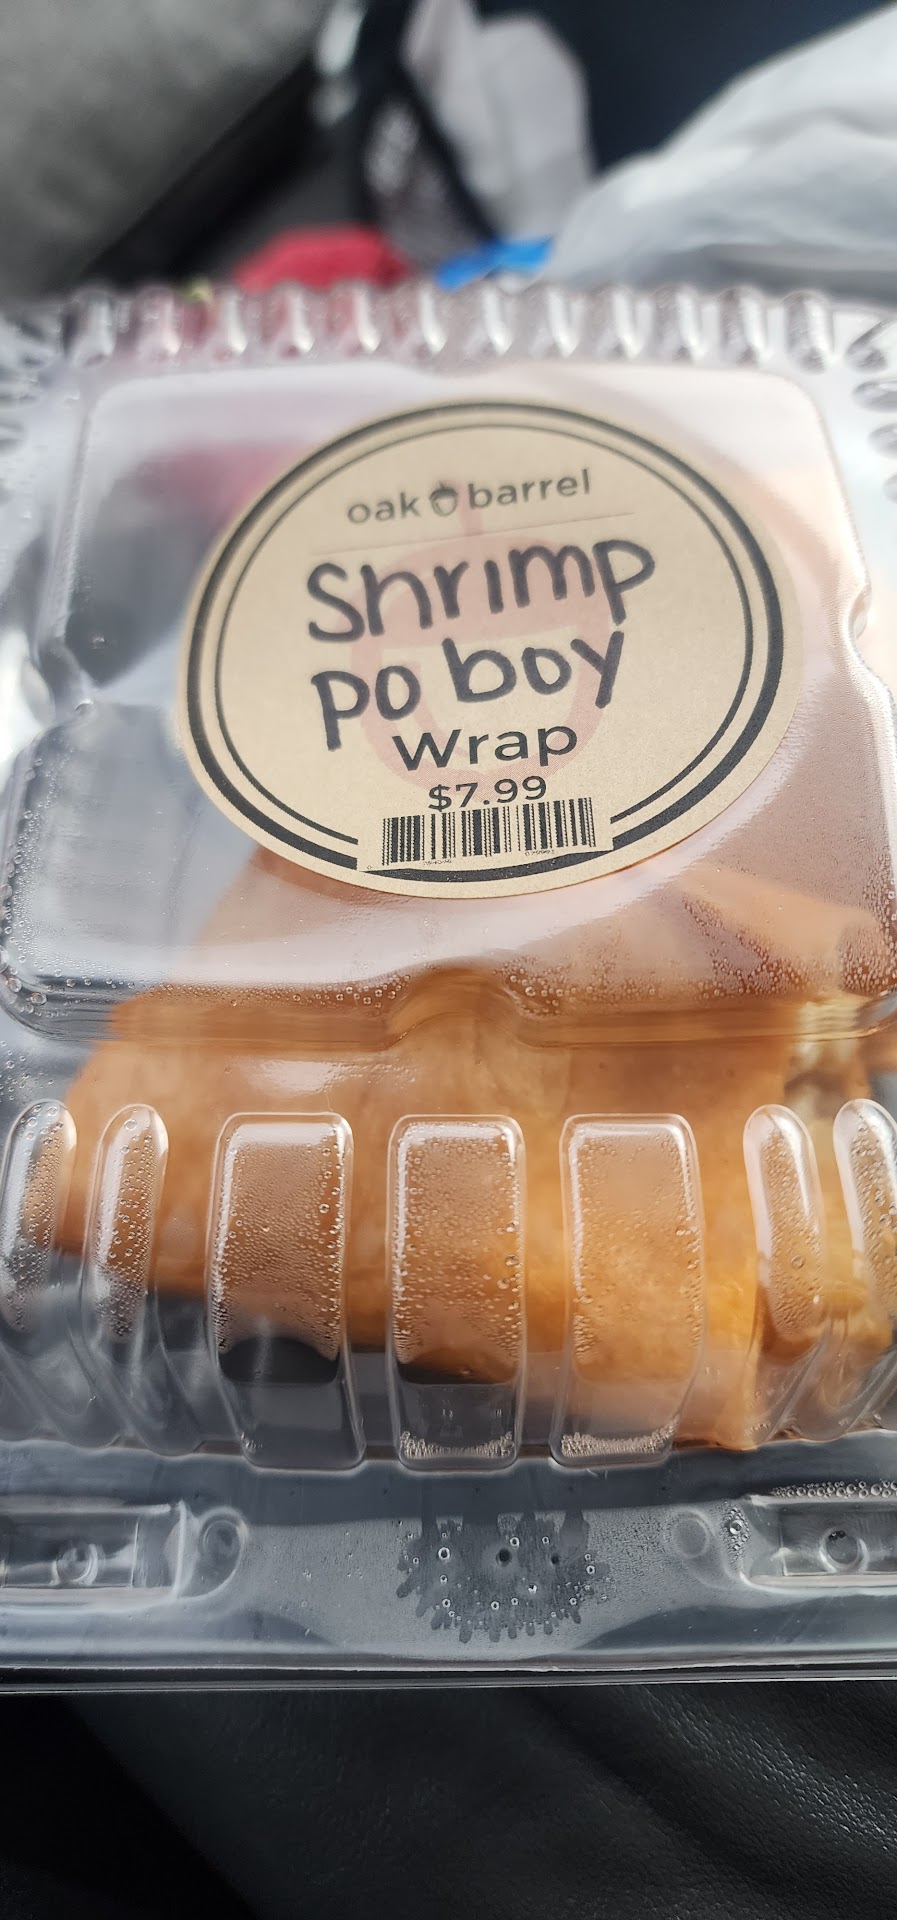 oak barrel
Shrimp
po boy
Wrap
$7.99